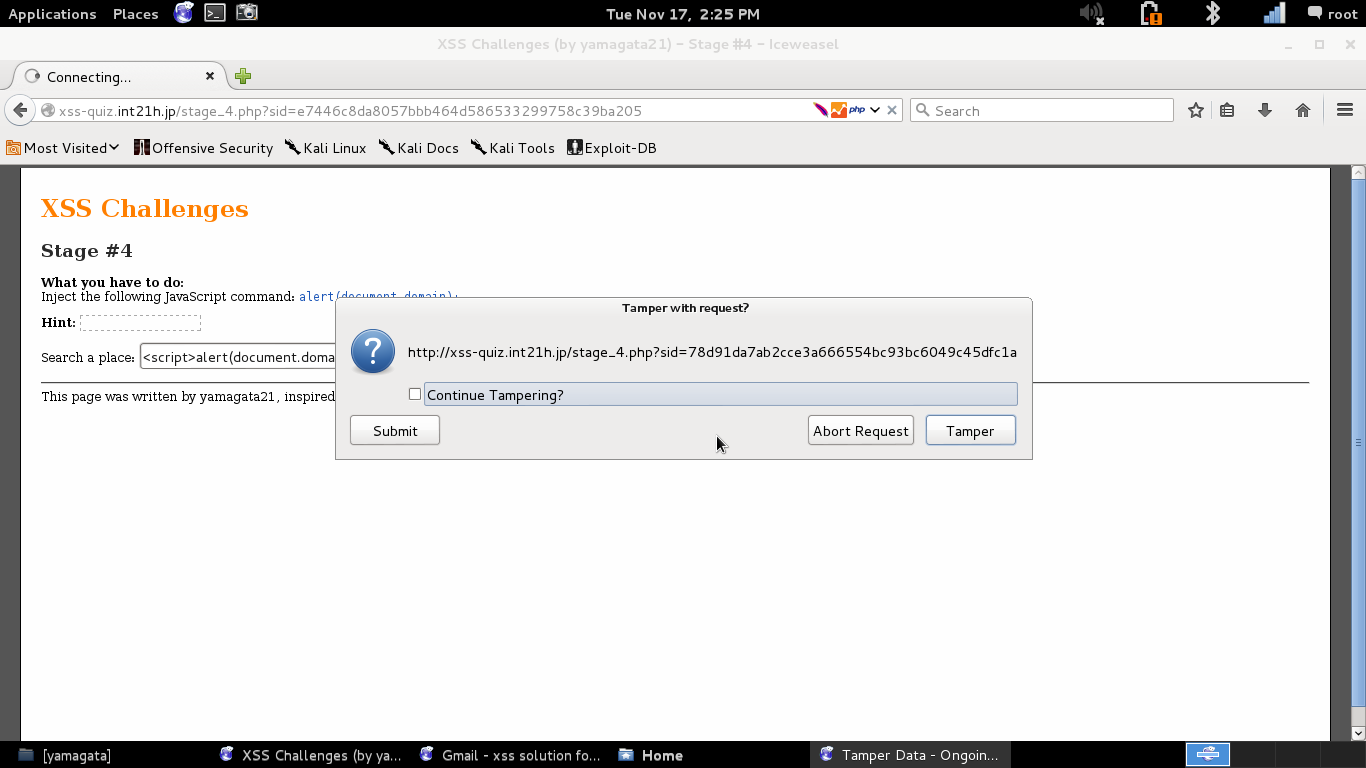 Applications Places Tue Nov 17, 2:25 PM root
XSS Challenges (by yamagata21) - Stage #4 - Iceweasel
Connecting...
xss-quiz.int21h.jp/stage_4.php?sid=e7446c8da8057bbb464d586533299758c39ba205 php Search
Most Visited Offensive Security Kali Linux Kali Docs Kali Tools Exploit-DB
XSS Challenges
Stage #4
What you have to do:
Inject the following JavaScript command: alert(document.domain);
Hint:
Search a place: <script>alert(document.doma
This page was written by yamagata21, inspired
Tamper with request?
http://xss-quiz.int21h.jp/stage_4.php?sid=78d91da7ab2cce3a666554bc93bc6049c45dfc1a
Continue Tampering?
Submit Abort Request Tamper
[yamagata] XSS Challenges (by ya... Gmail - xss solution fo... Home Tamper Data - Ongoin...